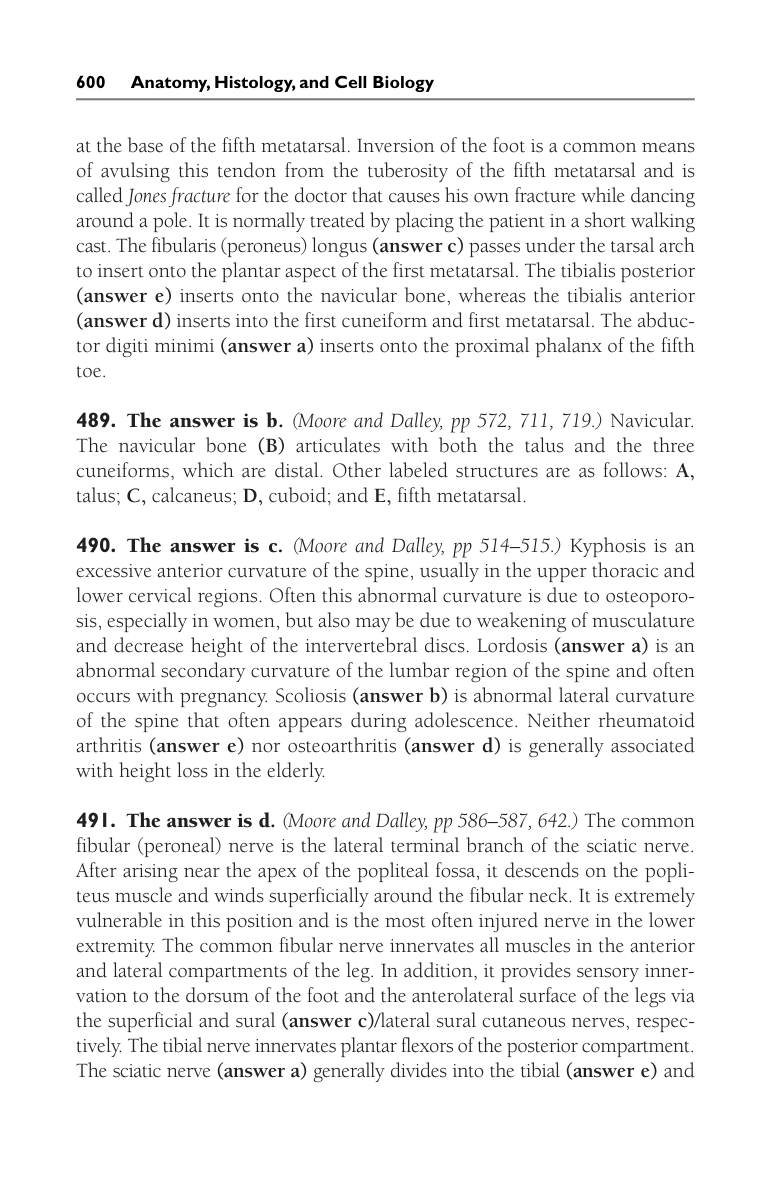 600 Anatomy, Histology, and Cell Biology
at the base of the fifth metatarsal. Inversion of the foot is a common means
of avulsing this tendon from the tuberosity of the fifth metatarsal and is
called Jones fracture for the doctor that causes his own fracture while dancing
around a pole. It is normally treated by placing the patient in a short walking
cast. The fibularis (peroneus) longus (answer c) passes under the tarsal arch
to insert onto the plantar aspect of the first metatarsal. The tibialis posterior
(answer e) inserts onto the navicular bone, whereas the tibialis anterior
(answer d) inserts into the first cuneiform and first metatarsal. The abduc-
tor digiti minimi (answer a) inserts onto the proximal phalanx of the fifth
toe.
489. The answer is b. (Moore and Dalley, pp 572, 711, 719.) Navicular.
The navicular bone (B) articulates with both the talus and the three
cuneiforms, which are distal. Other labeled structures are as follows: A,
talus; C, calcaneus; D, cuboid; and E, fifth metatarsal.
490. The answer is c. (Moore and Dalley, pp 514–515.) Kyphosis is an
excessive anterior curvature of the spine, usually in the upper thoracic and
lower cervical regions. Often this abnormal curvature is due to osteoporo-
sis, especially in women, but also may be due to weakening of musculature
and decrease height of the intervertebral discs. Lordosis (answer a) is an
abnormal secondary curvature of the lumbar region of the spine and often
occurs with pregnancy. Scoliosis (answer b) is abnormal lateral curvature
of the spine that often appears during adolescence. Neither rheumatoid
arthritis (answer e) nor osteoarthritis (answer d) is generally associated
with height loss in the elderly.
491. The answer is d. (Moore and Dalley, pp 586–587, 642.) The common
fibular (peroneal) nerve is the lateral terminal branch of the sciatic nerve.
After arising near the apex of the popliteal fossa, it descends on the popli-
teus muscle and winds superficially around the fibular neck. It is extremely
vulnerable in this position and is the most often injured nerve in the lower
extremity. The common fibular nerve innervates all muscles in the anterior
and lateral compartments of the leg. In addition, it provides sensory inner-
vation to the dorsum of the foot and the anterolateral surface of the legs via
the superficial and sural (answer c)/lateral sural cutaneous nerves, respec-
tively. The tibial nerve innervates plantar flexors of the posterior compartment.
The sciatic nerve (answer a) generally divides into the tibial (answer e) and